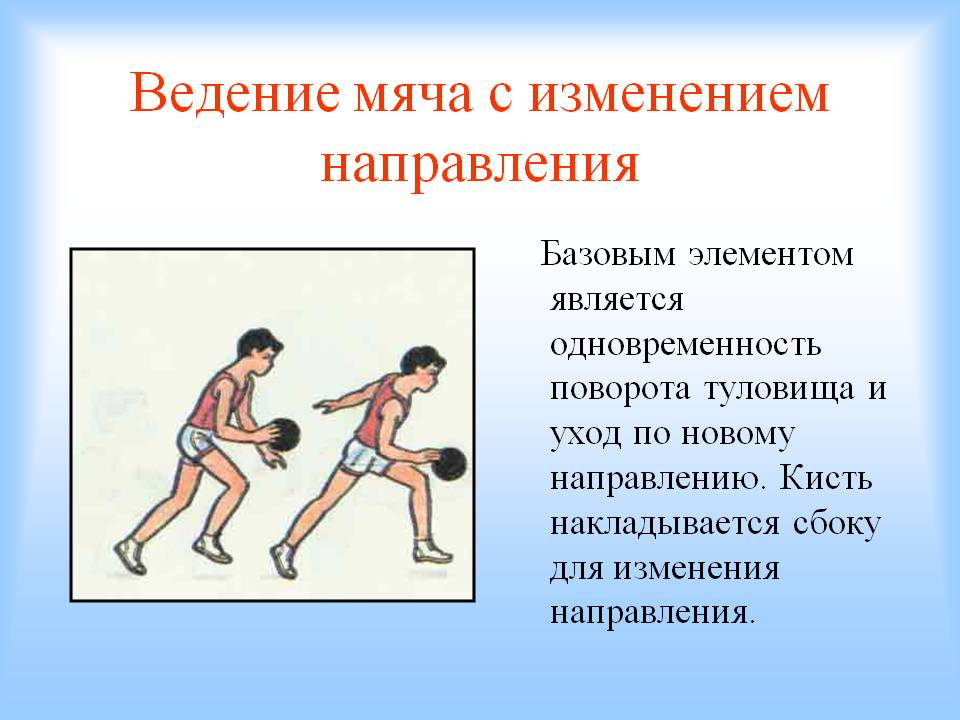 Ведение мяча с изменением
направления
Базовым элементом
является
одновременность
поворота туловища и
уход по новому
направлению. Кисть
накладывается сбоку
для изменения
направления.